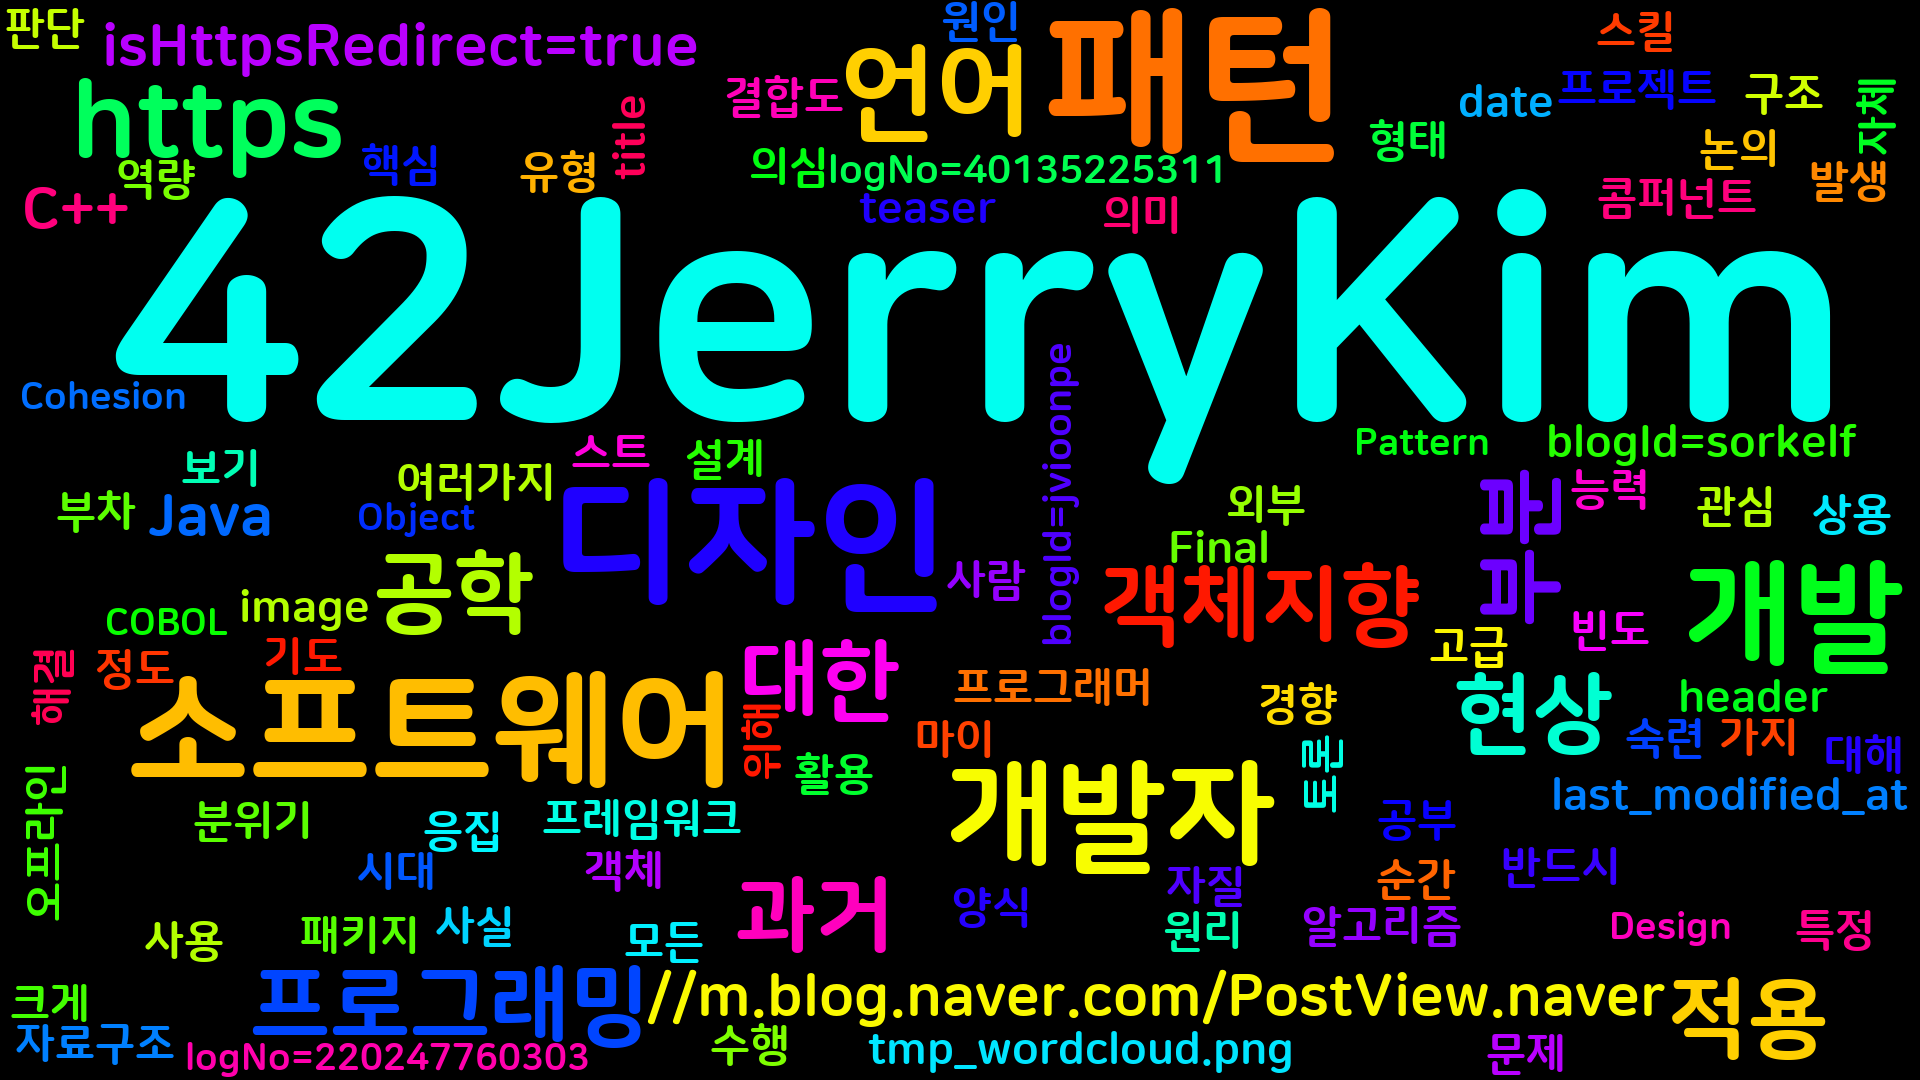 판단
isHttpsRedirect=true
원인
언어
패턴
스킬
https
결합도
date
프로젝트
구조
자체
title
형태
논의
역량
핵심
유형
의심
logNo=40135225311
발생
C++
teaser
의미
콤퍼넌트
42JerryKim
Cohesion
blogId=jvioonpe
Pattern
blogId=sorkelf
보기
여러가지
스트
설계
디자인
외부
파
능력
관심
상용
부차
Java
Object
Final
공학
사람
객체지향
과
개발
COBOL
image
고급
빈도
해결
정도
기도
대한
프로그래머
경향
현상
header
소프트웨어
위해
마이
숙련
가지
대해
토론
활용
개발자
last_modified_at
오프라인
분위기
응집
프레임워크
공부
시대
객체
과거
양식
자질
순간
반드시
사용
패키지
사실
모든
원리
알고리즘
Design
특정
프로그래밍
//m.blog.naver.com/PostView.naver
적용
크게
자료구조
logNo=220247760303
수행
tmp_wordcloud.png
문제